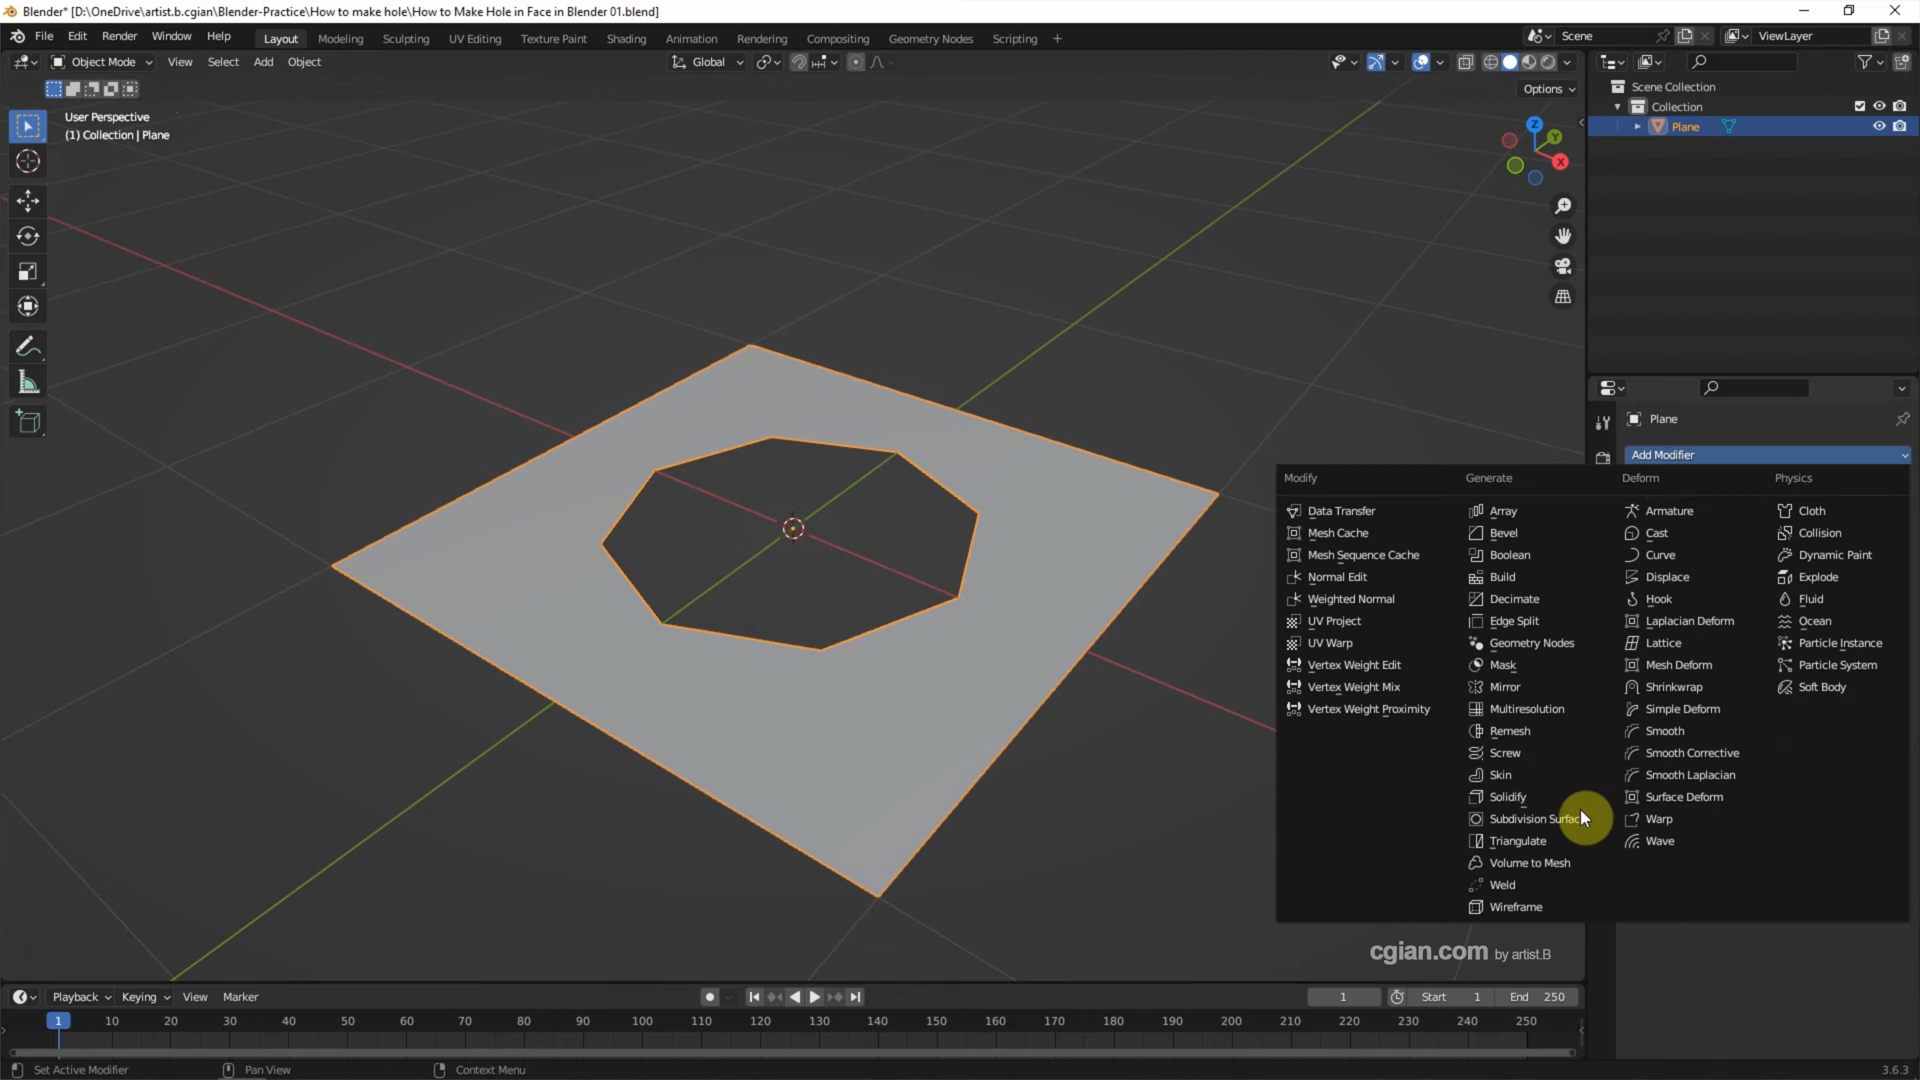 Blender* [D:\OneDrive\artist.b.cgian\Blender-Practice\How to make hole\How to Make Hole in Face in Blender 01.blend]
File Edit Render Window Help Layout Modeling Sculpting UV Editing Texture Paint Shading Animation Rendering Compositing Geometry Nodes Scripting + Scene ViewLayer
Object Mode View Select Add Object Global
Options
User Perspective
(1) Collection | Plane
Z
Y
X
Scene Collection
Collection
Plane
Plane
Add Modifier
Modify Generate Deform Physics
Data Transfer Array Armature Cloth
Mesh Cache Bevel Cast Collision
Mesh Sequence Cache Boolean Curve Dynamic Paint
Normal Edit Build Displace Explode
Weighted Normal Decimate Hook Fluid
UV Project Edge Split Laplacian Deform Ocean
UV Warp Geometry Nodes Lattice Particle Instance
Vertex Weight Edit Mask Mesh Deform Particle System
Vertex Weight Mix Mirror Shrinkwrap Soft Body
Vertex Weight Proximity Multiresolution Simple Deform
Remesh Smooth
Screw Smooth Corrective
Skin Smooth Laplacian
Solidify Surface Deform
Subdivision Surfac Warp
Triangulate Wave
Volume to Mesh
Weld
Wireframe
cgian.com by artist.B
Playback Keying View Marker 1 Start 1 End 250
1 10 20 30 40 50 60 70 80 90 100 110 120 130 140 150 160 170 180 190 200 210 220 230 240 250
Set Active Modifier Pan View Context Menu 3.6.3